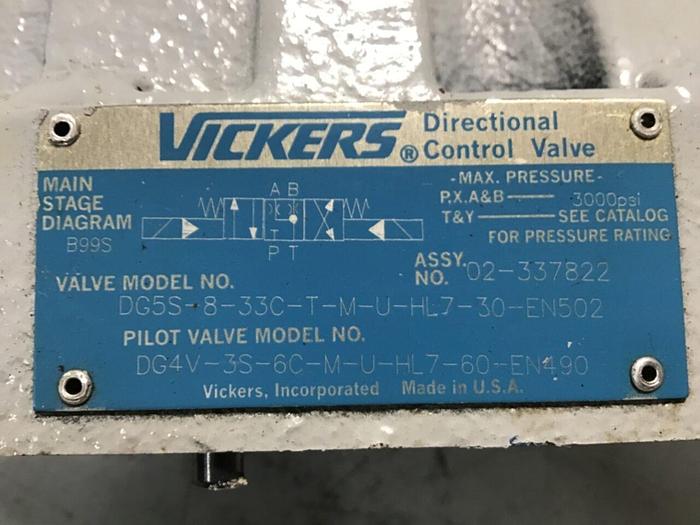 VICKERS® Directional Control Valve
MAIN STAGE DIAGRAM
B99S
A B
T
P T
-MAX. PRESSURE-
P.X.A&B 3000psi
T&Y SEE CATALOG
FOR PRESSURE RATING
ASSY. NO. 02-337822
VALVE MODEL NO.
DG5S-8-33C-T-M-U-HL7-30-EN502
PILOT VALVE MODEL NO.
DG4V-3S-6C-M-U-HL7-60-EN490
Vickers, Incorporated Made in U.S.A.